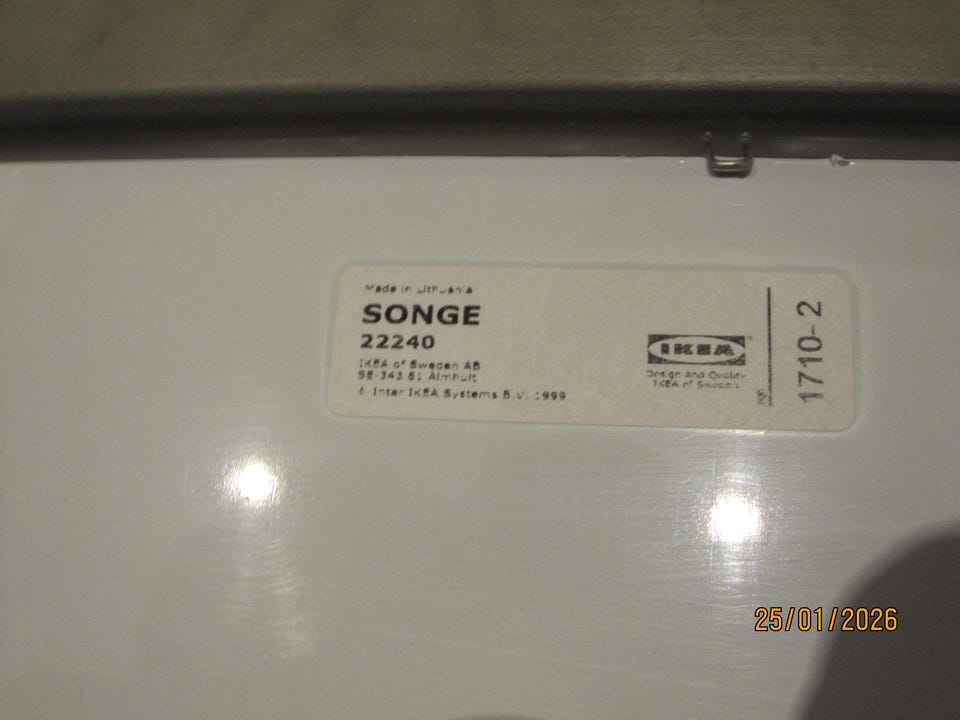 Made in Lithuania
SONGE
22240
IKEA of Sweden AB
SE-343 81 Älmhult
© Inter IKEA Systems B.V. 1999
IKEA
Design and Quality
IKEA of Sweden
1710-2
25/01/2026